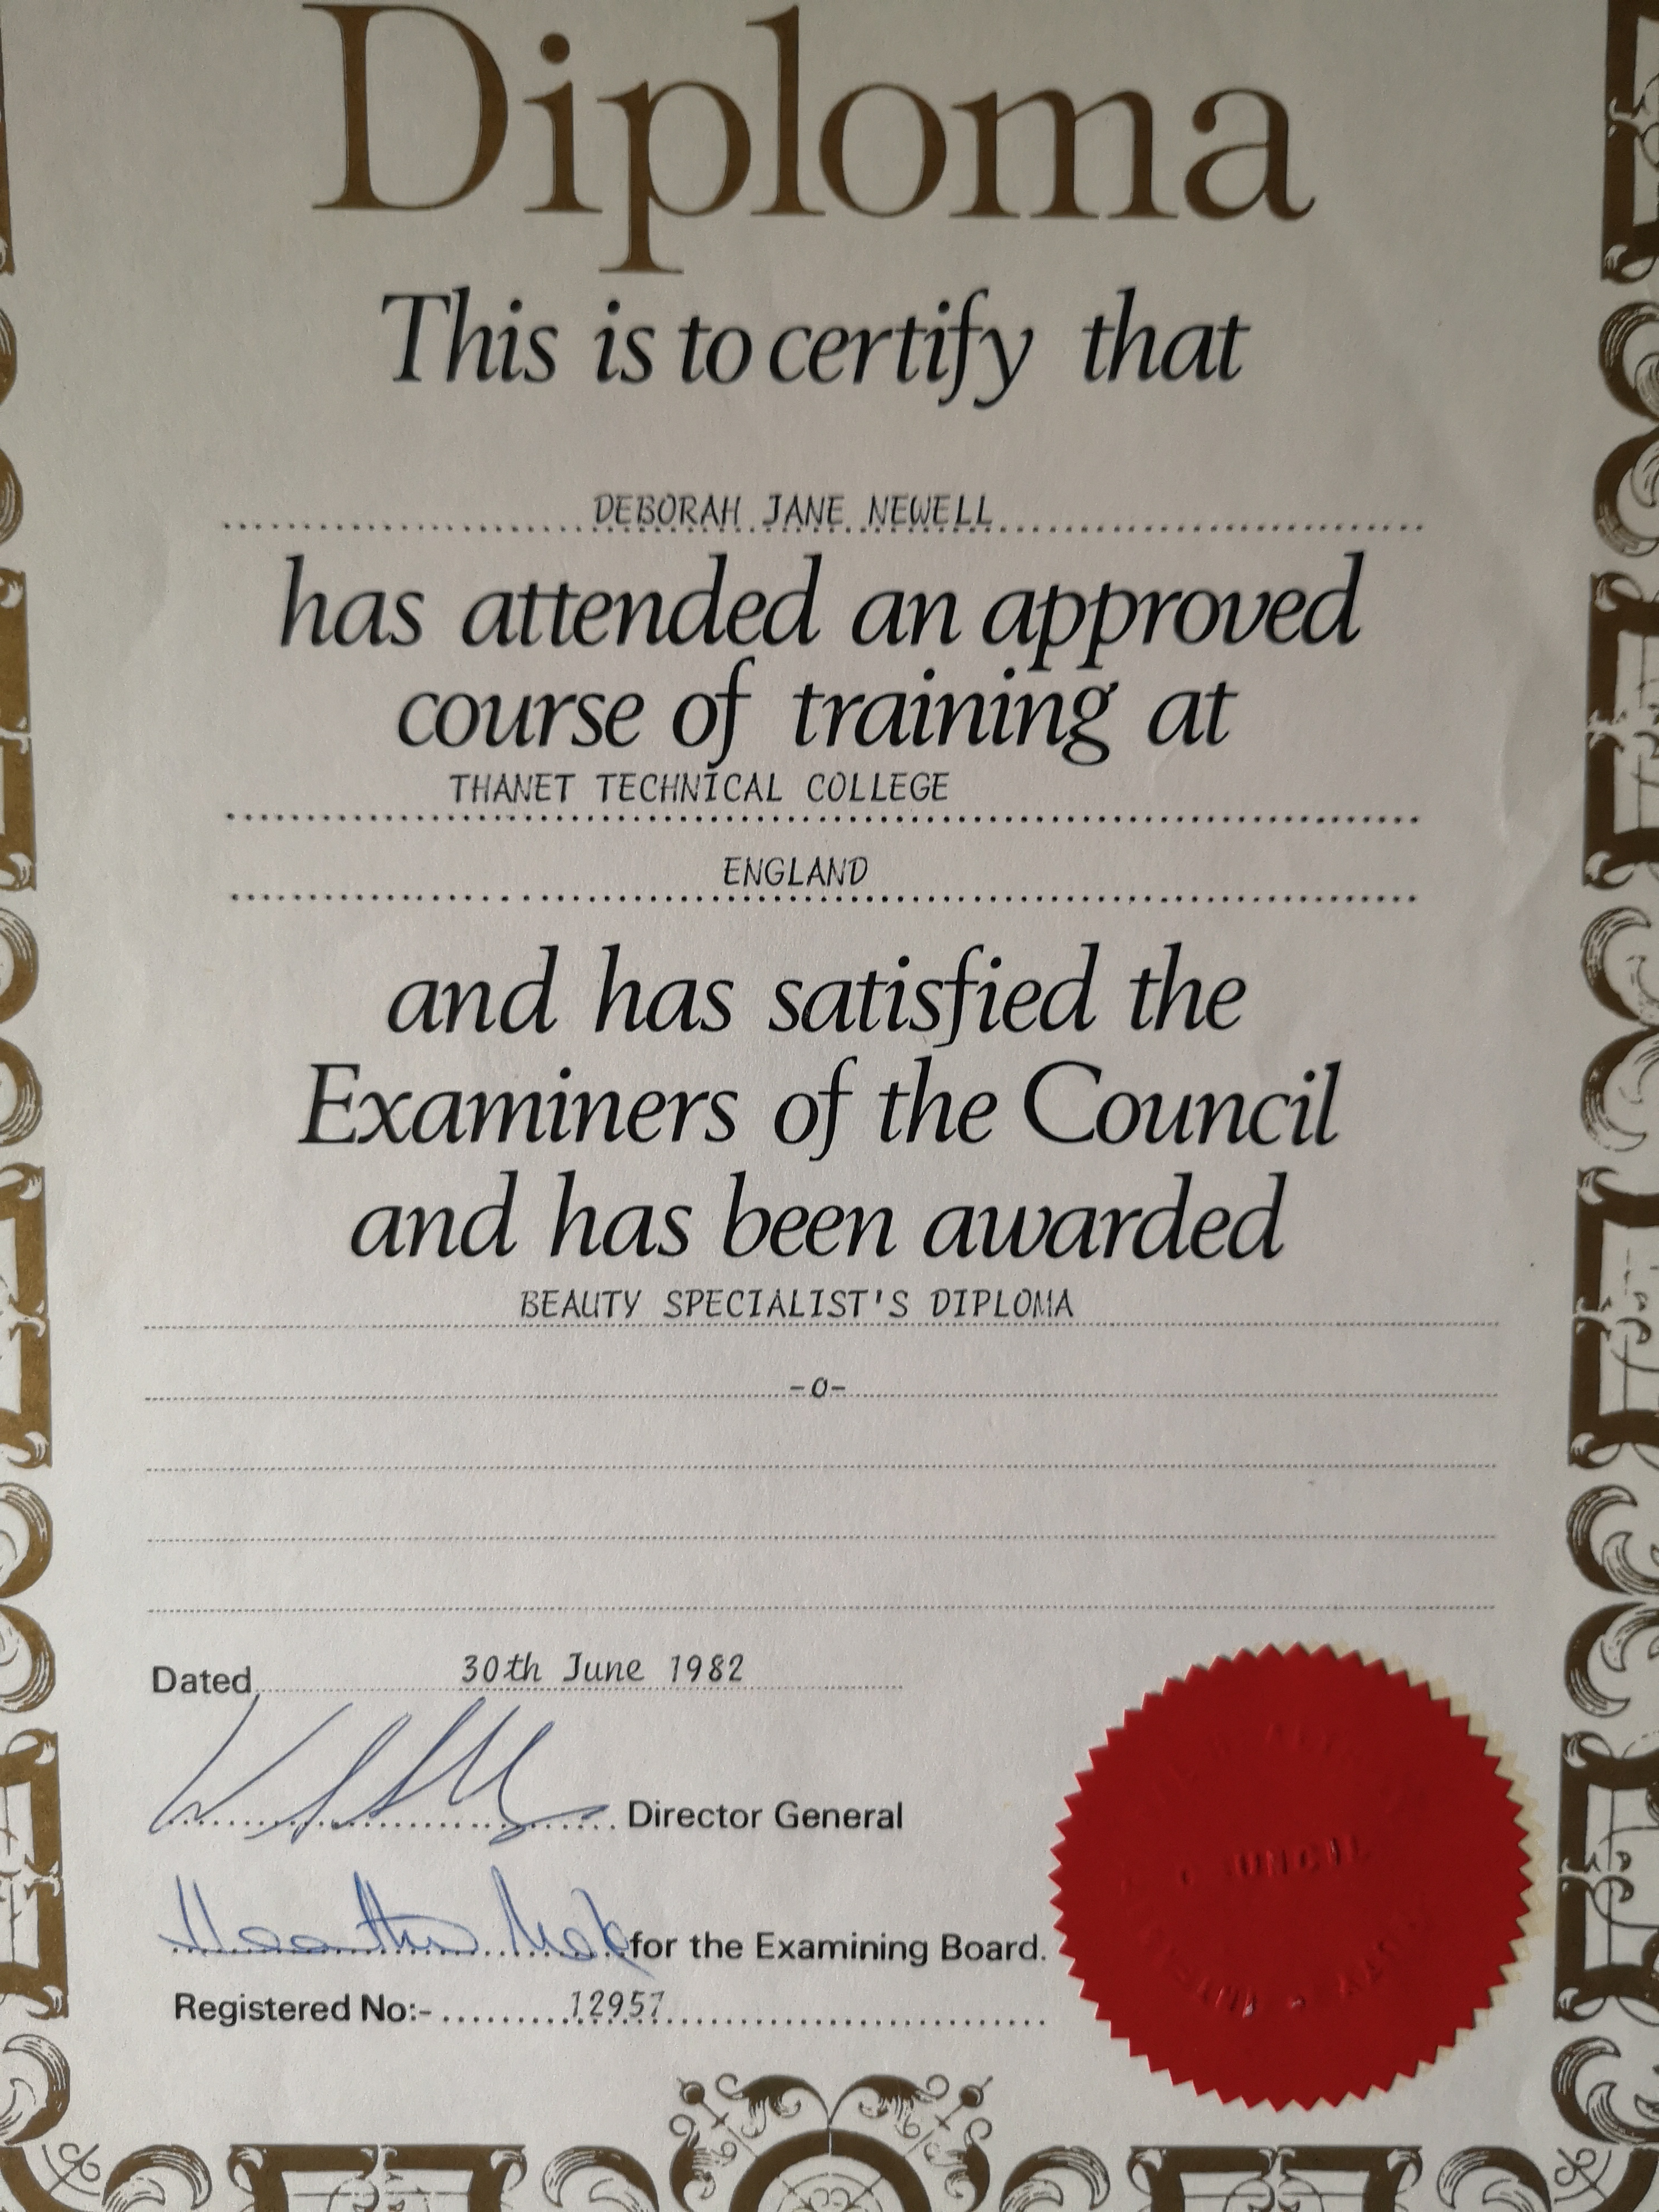 Diploma
This is to certify that
DEBORAH JANE NEWELL
has attended an approved
course of training at
THANET TECHNICAL COLLEGE
ENGLAND
and has satisfied the
Examiners of the Council
and has been awarded
BEAUTY SPECIALIST'S DIPLOMA
-o-
Dated 30th June 1982
Director General
for the Examining Board.
Registered No:- 12957
COUNCIL